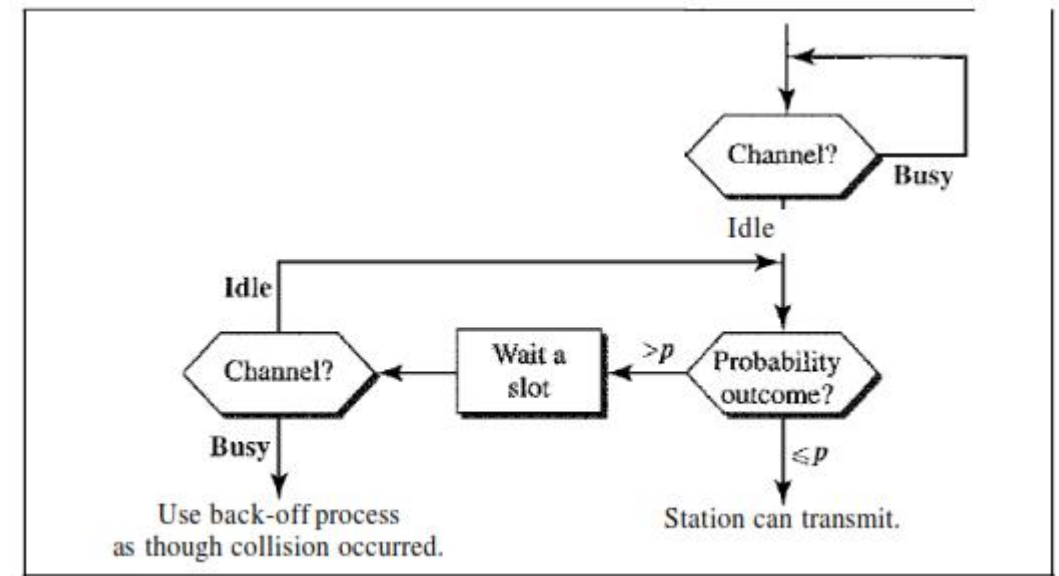 Channel?
Busy
Idle
Idle
Channel?
Wait a
slot
>p
Probability
outcome?
Busy
≤p
Use back-off process
as though collision occurred.
Station can transmit.